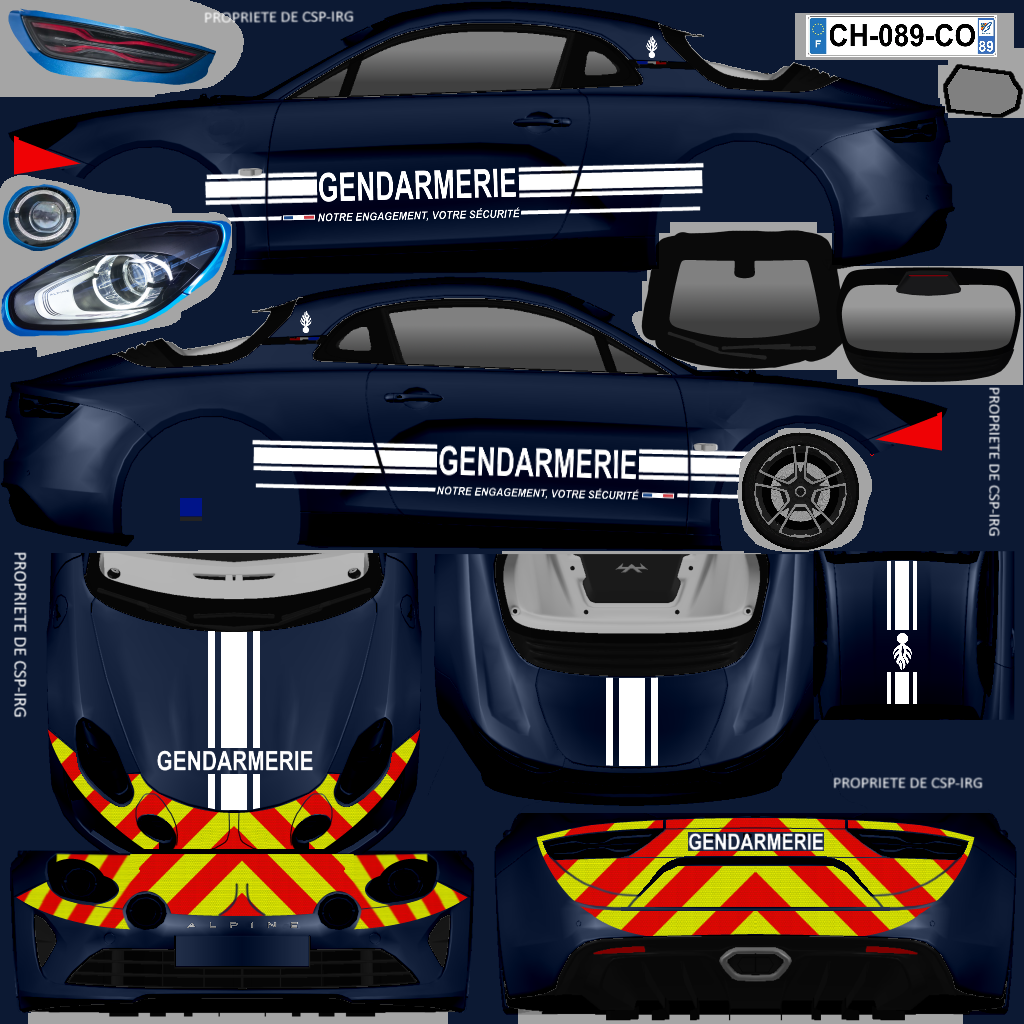 PROPRIETE DE CSP-IRG
F CH-089-CO 89
GENDARMERIE
NOTRE ENGAGEMENT, VOTRE SÉCURITÉ
GENDARMERIE
NOTRE ENGAGEMENT, VOTRE SÉCURITÉ
PROPRIETE DE CSP-IRG
PROPRIETE DE CSP-IRG
GENDARMERIE
PROPRIETE DE CSP-IRG
GENDARMERIE
ALPINE